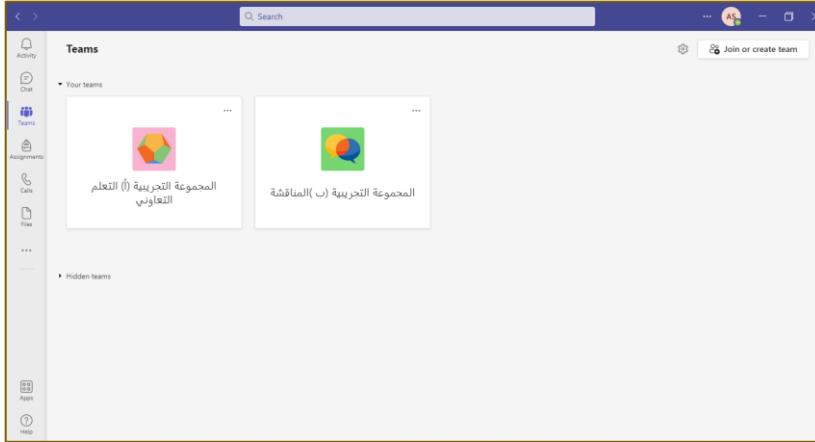 Search
AS
Activity
Chat
Teams
Assignments
Calls
Files
Apps
Help
Teams
Join or create team
Your teams
المجموعة التجريبية (أ) التعلم
التعاوني
المجموعة التجريبية (ب )المناقشة
Hidden teams